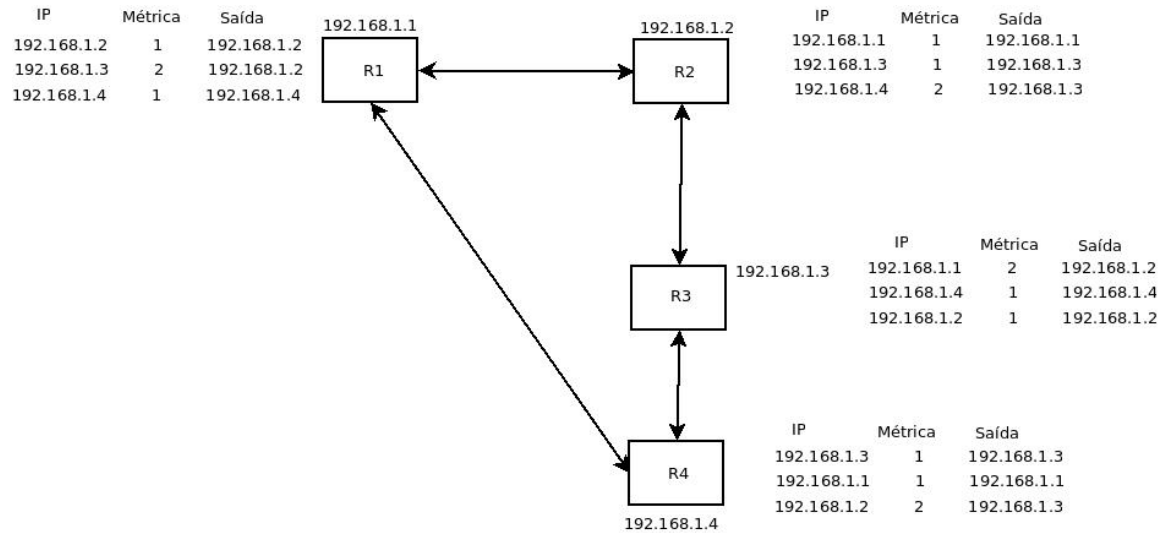 IP Métrica Saída
192.168.1.2 1 192.168.1.2
192.168.1.3 2 192.168.1.2
192.168.1.4 1 192.168.1.4
192.168.1.1
R1
192.168.1.2
R2
IP Métrica Saída
192.168.1.1 1 192.168.1.1
192.168.1.3 1 192.168.1.3
192.168.1.4 2 192.168.1.3
R3
192.168.1.3
IP Métrica Saída
192.168.1.1 2 192.168.1.2
192.168.1.4 1 192.168.1.4
192.168.1.2 1 192.168.1.2
R4
192.168.1.4
IP Métrica Saída
192.168.1.3 1 192.168.1.3
192.168.1.1 1 192.168.1.1
192.168.1.2 2 192.168.1.3